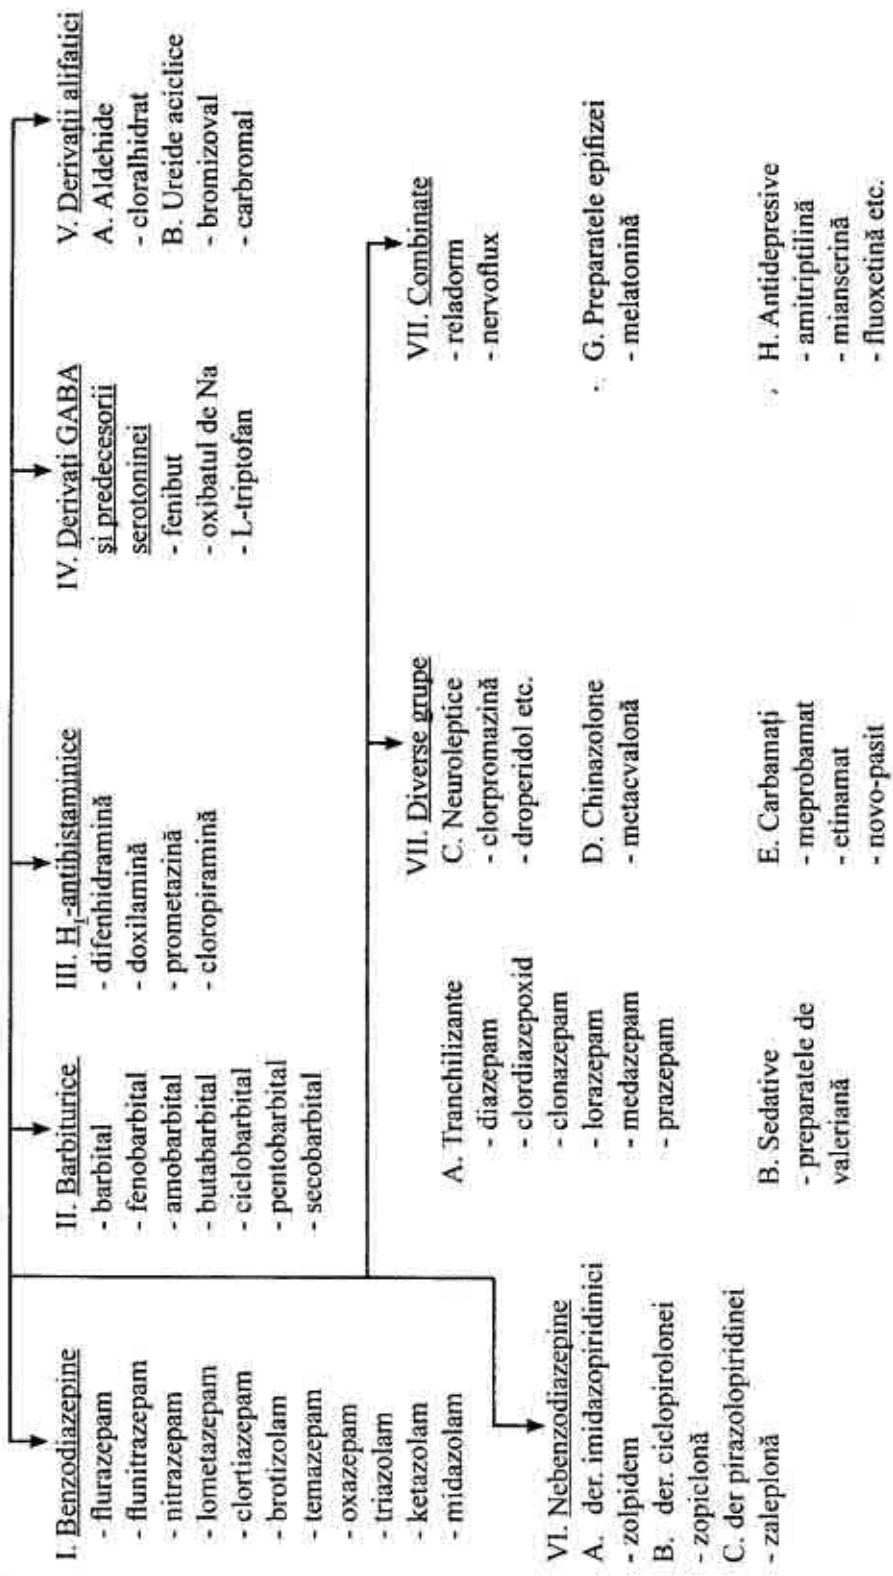 I. Benzodiazepine
- flurazepam
- flunitrazepam
- nitrazepam
- lometazepam
- clortiazepam
- brotizolam
- temazepam
- oxazepam
- triazolam
- ketazolam
- midazolam
II. Barbiturice
- barbital
- fenobarbital
- amobarbital
- butabarbital
- ciclobarbital
- pentobarbital
- secobarbital
III. H1-antihistaminice
- difenhidramină
- doxilamină
- prometazină
- cloropiramină
IV. Derivați GABA
și predecesorii
serotoninei
- fenibut
- oxibatul de Na
- L-triptofan
V. Derivații alifatici
A. Aldehide
- cloralhidrat
B. Ureide aciclice
- bromizoval
- carbromal
VI. Nebenzodiazepine
A. der. imidazopiridinici
- zolpidem
B. der. ciclopirolonei
- zopiclonă
C. der pirazolopiridinei
- zaleplonă
VII. Diverse grupe
A. Tranchilizante
- diazepam
- clordiazepoxid
- clonazepam
- lorazepam
- medazepam
- prazepam
B. Sedative
- preparatele de
valeriană
C. Neuroleptice
- clorpromazină
- droperidol etc.
D. Chinazolone
- metacvalonă
E. Carbamați
- meprobamat
- etinamat
- novo-pasit
VII. Combinate
- reladorm
- nervoflux
G. Preparatele epifizei
- melatonină
H. Antidepresive
- amitriptilină
- mianserină
- fluoxetină etc.